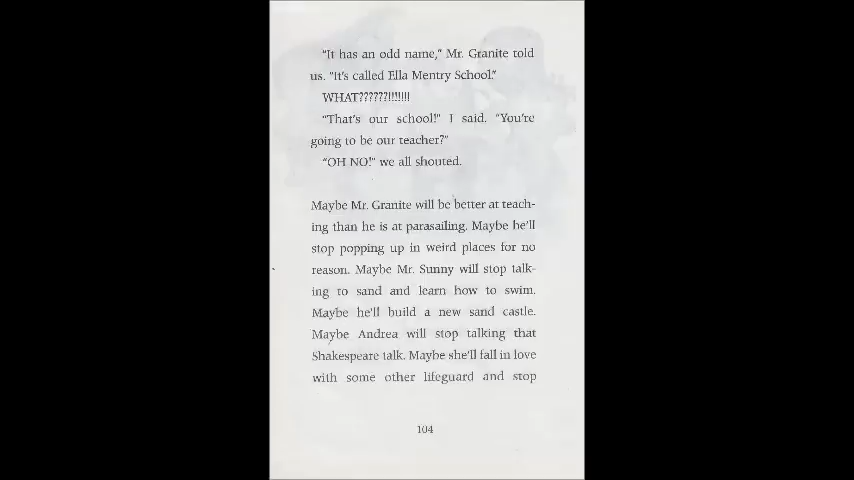 "It has an odd name," Mr. Granite told
us. "It's called Ella Mentry School."
WHAT??????!!!!!!!
"That's our school!" I said. "You're
going to be our teacher?"
"OH NO!" we all shouted.
Maybe Mr. Granite will be better at teach-
ing than he is at parasailing. Maybe he'll
stop popping up in weird places for no
reason. Maybe Mr. Sunny will stop talk-
ing to sand and learn how to swim.
Maybe he'll build a new sand castle.
Maybe Andrea will stop talking that
Shakespeare talk. Maybe she'll fall in love
with some other lifeguard and stop
104